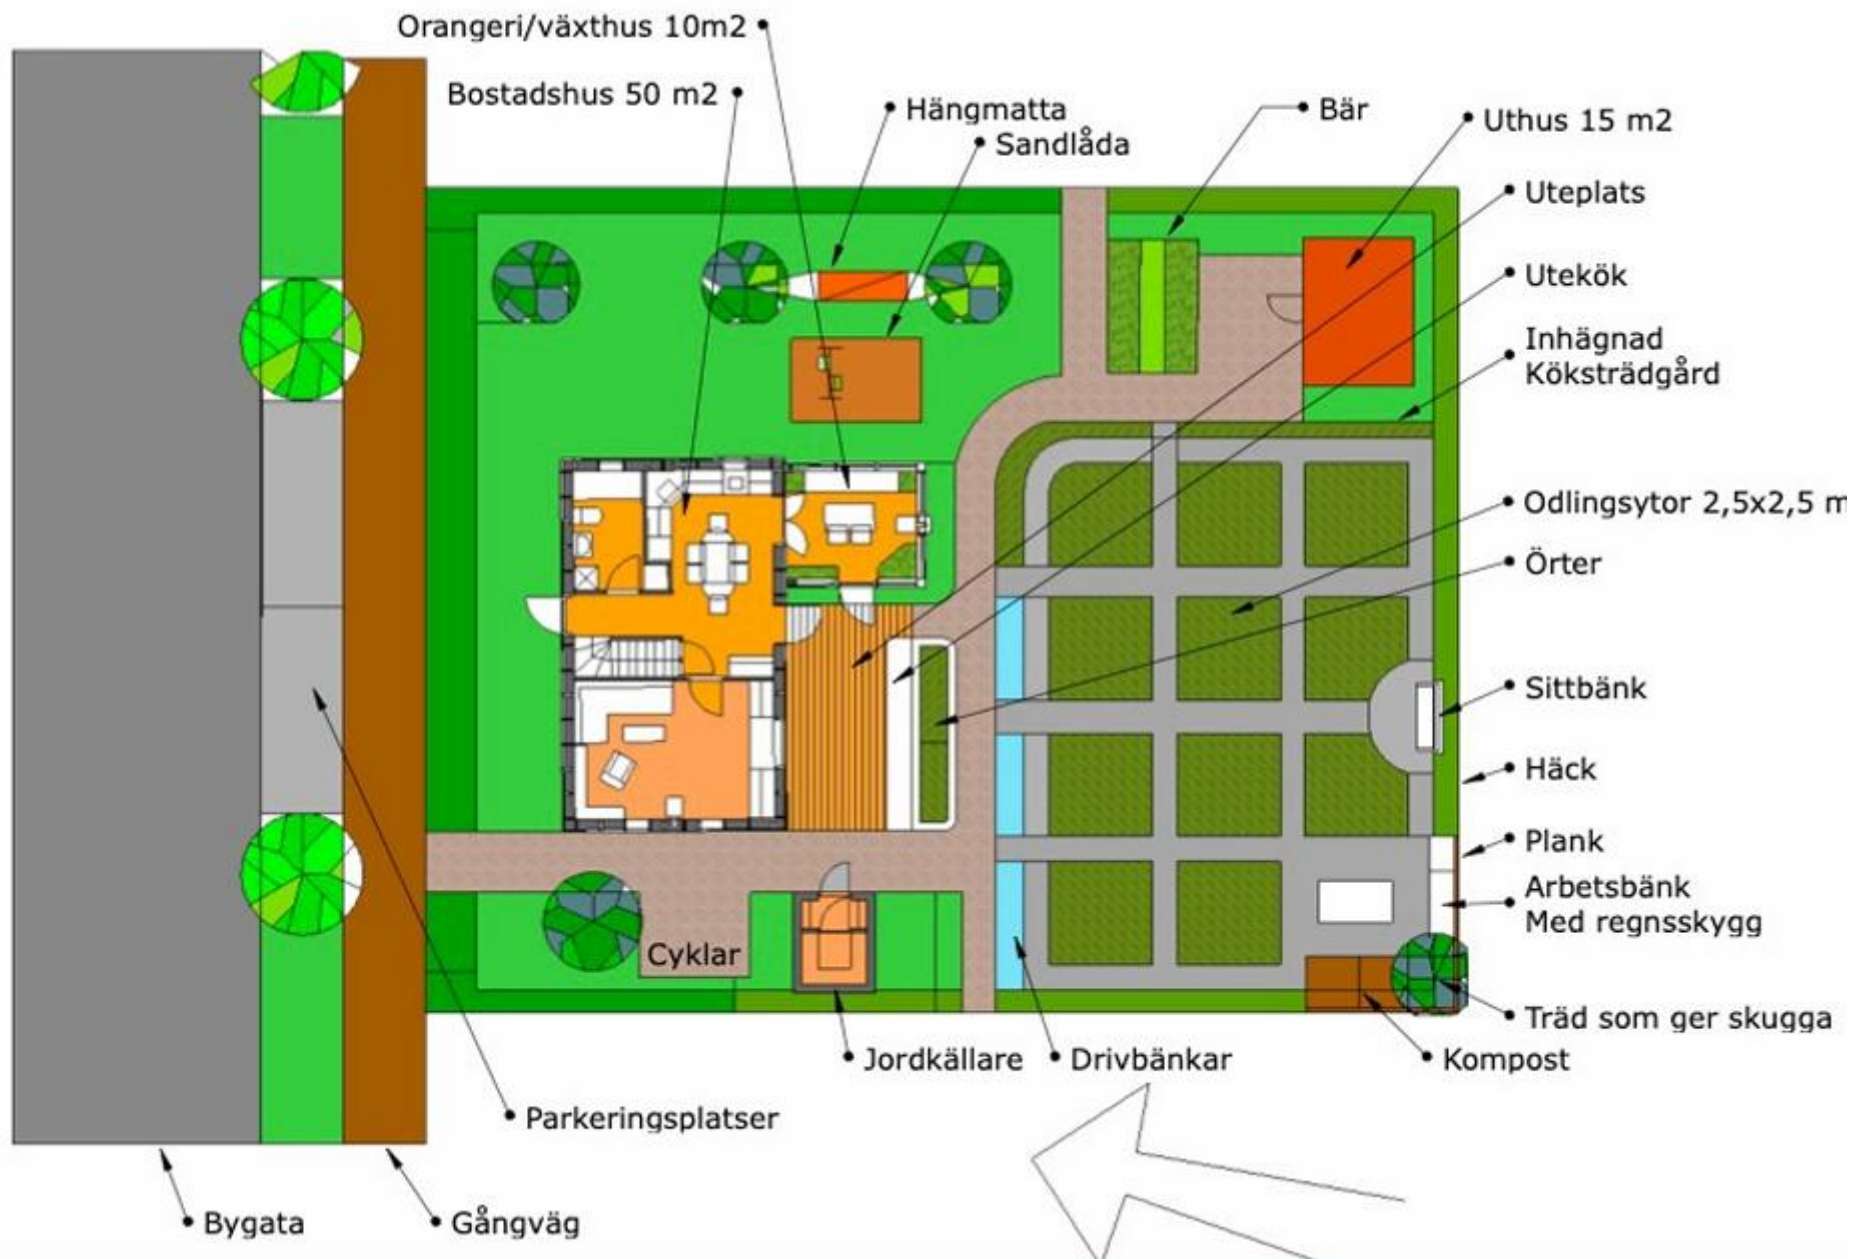 Orangeri/växthus 10m2
Bostadshus 50 m2
Hängmatta
Sandlåda
Bär
Uthus 15 m2
Uteplats
Utekök
Inhägnad
Köksträdgård
Odlingsytor 2,5x2,5 m
Örter
Sittbänk
Häck
Plank
Arbetsbänk
Med regnsskygg
Träd som ger skugga
Kompost
Cyklar
Jordkällare
Drivbänkar
Parkeringsplatser
Bygata
Gångväg